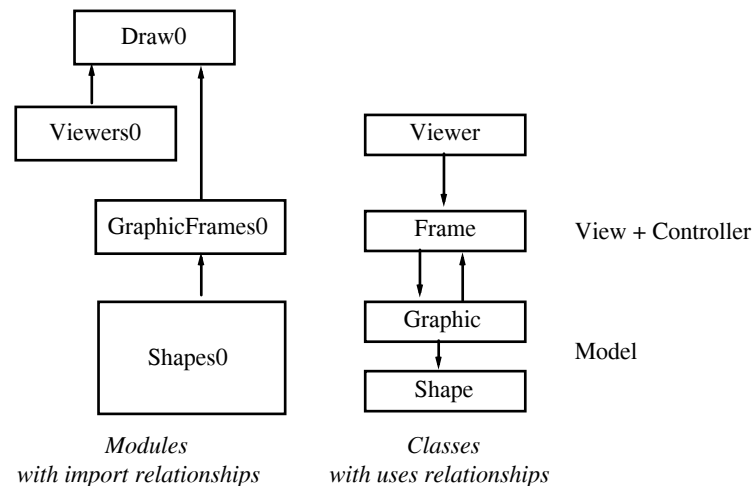 Draw0
Viewers0
GraphicFrames0
Shapes0
Modules
with import relationships
Viewer
Frame
View + Controller
Graphic
Model
Shape
Classes
with uses relationships